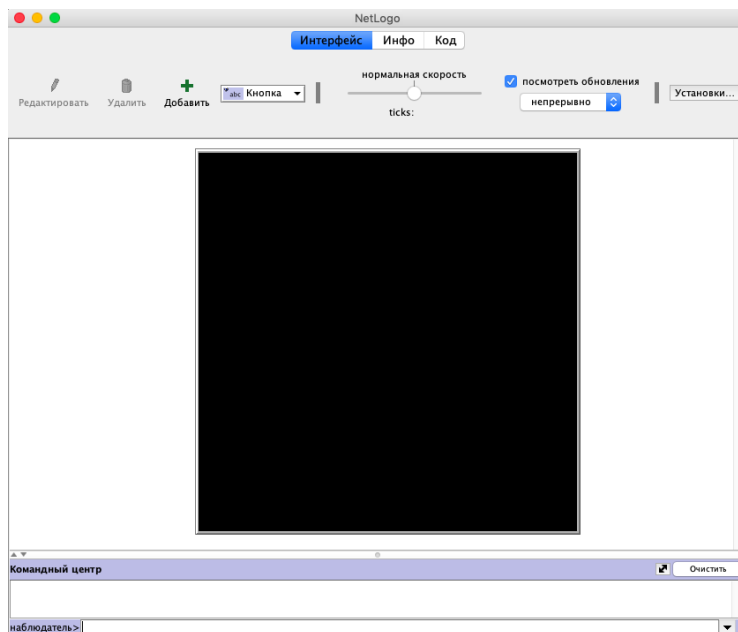 NetLogo
Интерфейс Инфо Код
нормальная скорость
посмотреть обновления
Редактировать Удалить Добавить abc Кнопка непрерывно Установки...
ticks:
Командный центр Очистить
наблюдатель>